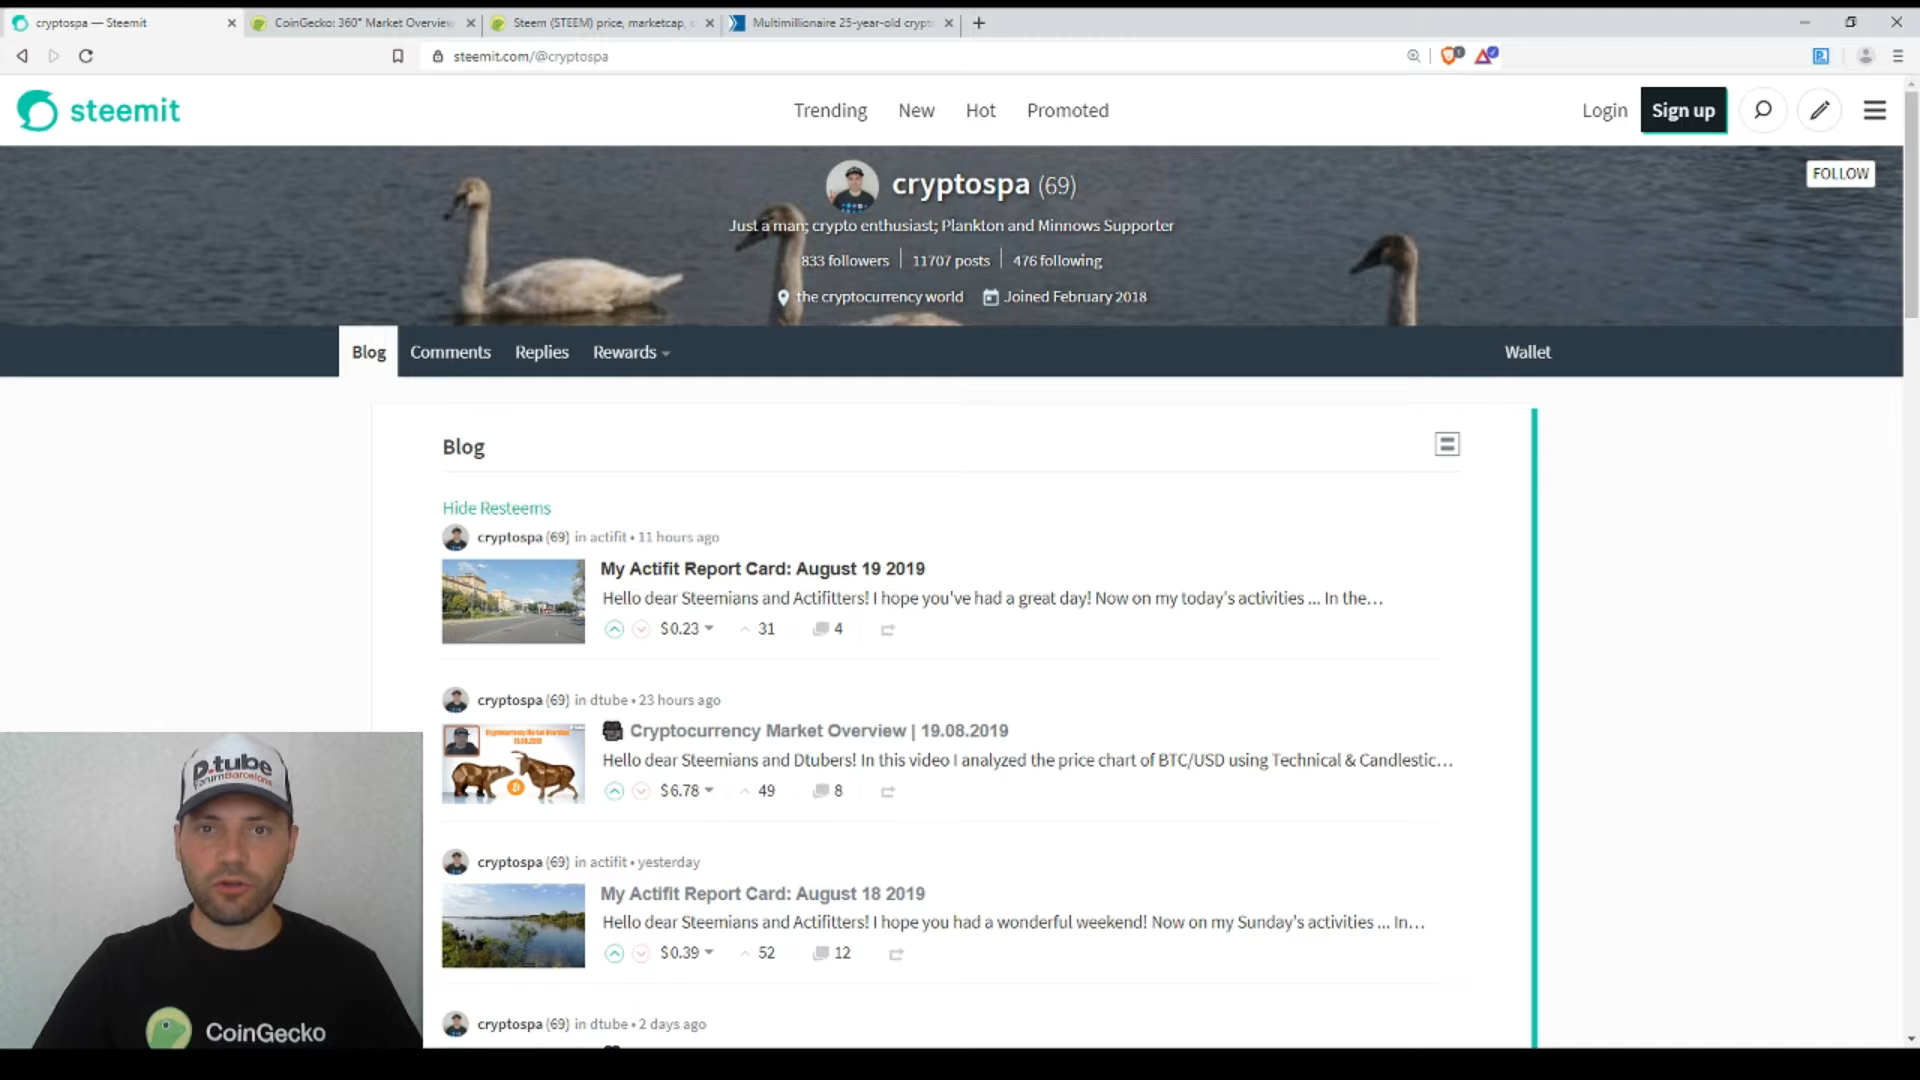 cryptospa — Steemit
CoinGecko: 360° Market Overview
Steem (STEEM) price, marketcap, c
Multimillionaire 25-year-old crypt
steemit.com/@cryptospa
steemit
Trending New Hot Promoted
Login Sign up
cryptospa (69)
FOLLOW
Just a man; crypto enthusiast; Plankton and Minnows Supporter
833 followers 11707 posts 476 following
the cryptocurrency world Joined February 2018
Blog Comments Replies Rewards Wallet
Blog
Hide Resteems
cryptospa (69) in actifit • 11 hours ago
My Actifit Report Card: August 19 2019
Hello dear Steemians and Actifitters! I hope you've had a great day! Now on my today's activities ... In the…
$0.23 31 4
cryptospa (69) in dtube • 23 hours ago
Cryptocurrency Market Overview
19.08.2019
Cryptocurrency Market Overview | 19.08.2019
Hello dear Steemians and Dtubers! In this video I analyzed the price chart of BTC/USD using Technical & Candlestic…
$6.78 49 8
cryptospa (69) in actifit • yesterday
My Actifit Report Card: August 18 2019
Hello dear Steemians and Actifitters! I hope you had a wonderful weekend! Now on my Sunday's activities ... In…
$0.39 52 12
cryptospa (69) in dtube • 2 days ago
D.tube
ForumBarcelona
CoinGecko